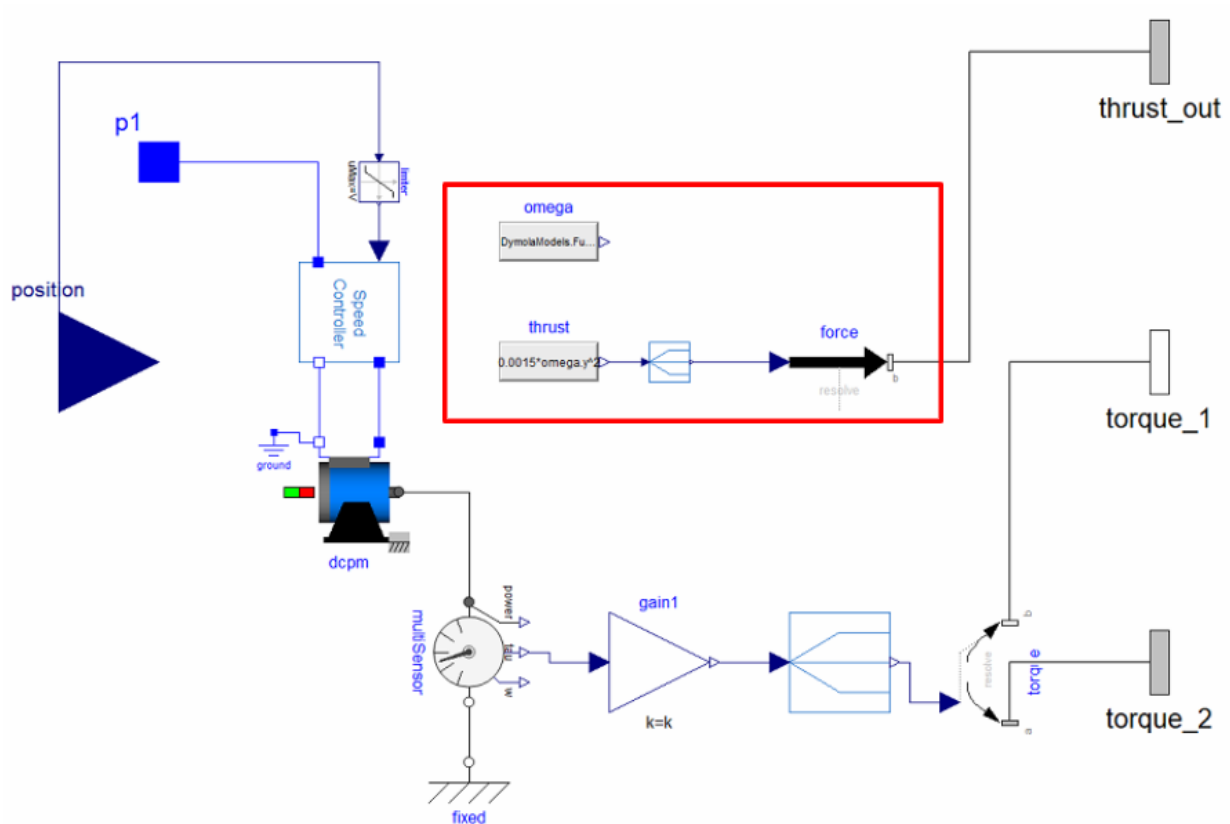 thrust_out
p1
limiter
uMax=V
omega
DymolaModels.Fu...
position
Speed
Controller
thrust
0.0015*omega.y^2
force
b
resolve
torque_1
ground
dcpm
power
multiSensor
tau
w
gain1
k=k
b
resolve
torque
a
torque_2
fixed